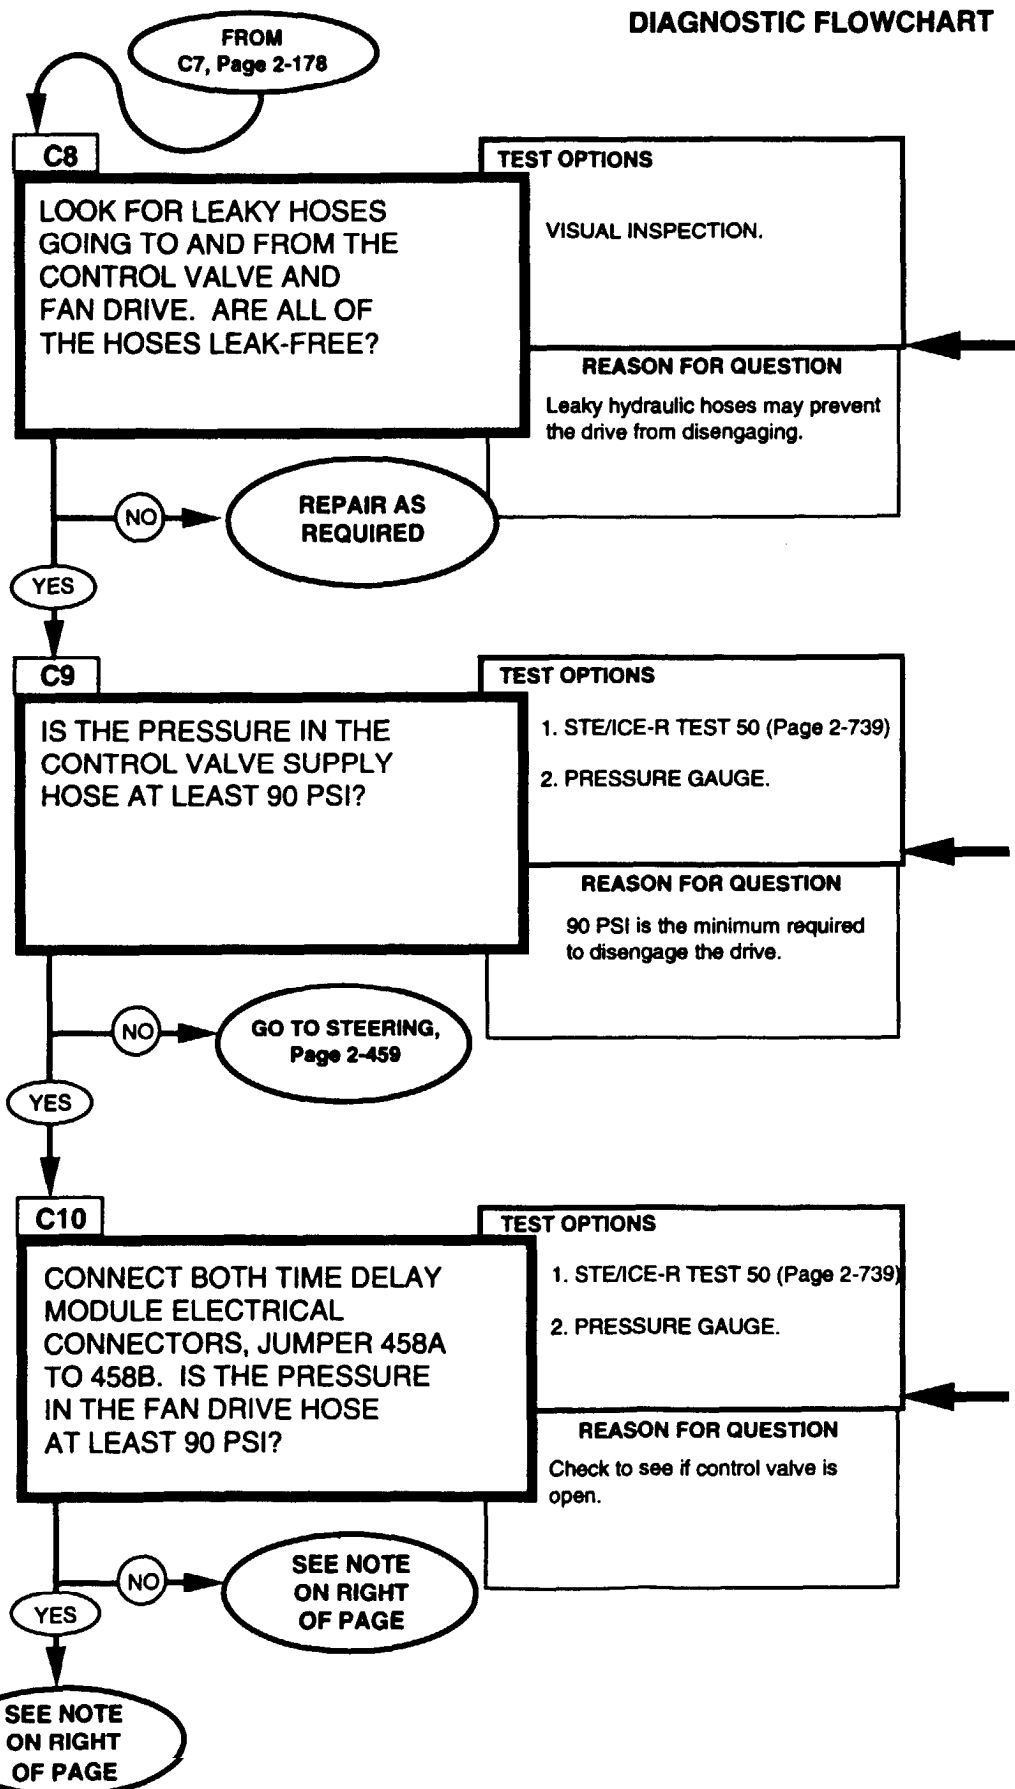 DIAGNOSTIC FLOWCHART
FROM
C7, Page 2-178
C8
LOOK FOR LEAKY HOSES
GOING TO AND FROM THE
CONTROL VALVE AND
FAN DRIVE. ARE ALL OF
THE HOSES LEAK-FREE?
TEST OPTIONS
VISUAL INSPECTION.
REASON FOR QUESTION
Leaky hydraulic hoses may prevent
the drive from disengaging.
NO
REPAIR AS
REQUIRED
YES
C9
IS THE PRESSURE IN THE
CONTROL VALVE SUPPLY
HOSE AT LEAST 90 PSI?
TEST OPTIONS
1. STE/ICE-R TEST 50 (Page 2-739)
2. PRESSURE GAUGE.
REASON FOR QUESTION
90 PSI is the minimum required
to disengage the drive.
NO
GO TO STEERING,
Page 2-459
YES
C10
CONNECT BOTH TIME DELAY
MODULE ELECTRICAL
CONNECTORS, JUMPER 458A
TO 458B. IS THE PRESSURE
IN THE FAN DRIVE HOSE
AT LEAST 90 PSI?
TEST OPTIONS
1. STE/ICE-R TEST 50 (Page 2-739)
2. PRESSURE GAUGE.
REASON FOR QUESTION
Check to see if control valve is
open.
NO
SEE NOTE
ON RIGHT
OF PAGE
YES
SEE NOTE
ON RIGHT
OF PAGE